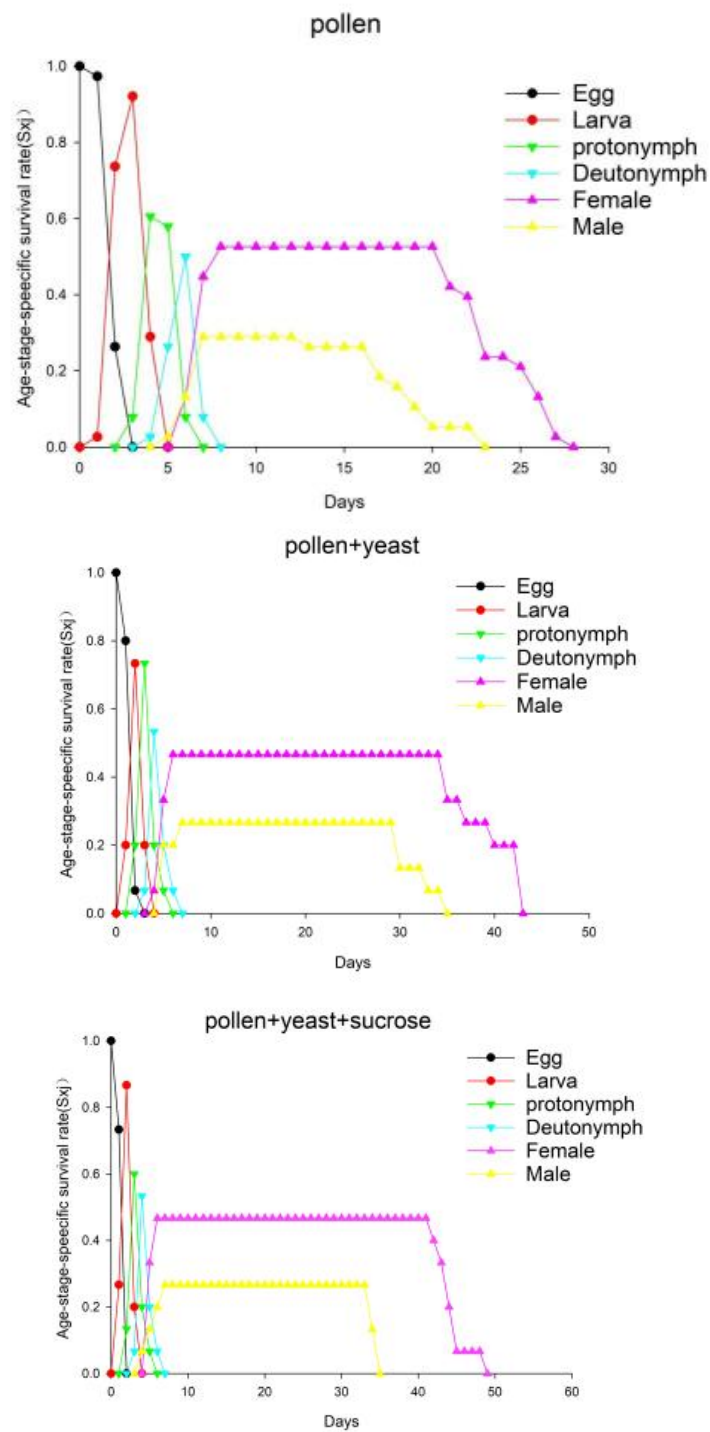 pollen
Age-stage-speecific survival rate(Sxj）
1.0
0.8
0.6
0.4
0.2
0.0
Egg
Larva
protonymph
Deutonymph
Female
Male
0 5 10 15 20 25 30
Days
pollen+yeast
Age-stage-speecific survival rate(Sxj）
1.0
0.8
0.6
0.4
0.2
0.0
Egg
Larva
protonymph
Deutonymph
Female
Male
0 10 20 30 40 50
Days
pollen+yeast+sucrose
Age-stage-speecific survival rate(Sxj）
1.0
0.8
0.6
0.4
0.2
0.0
Egg
Larva
protonymph
Deutonymph
Female
Male
0 10 20 30 40 50 60
Days